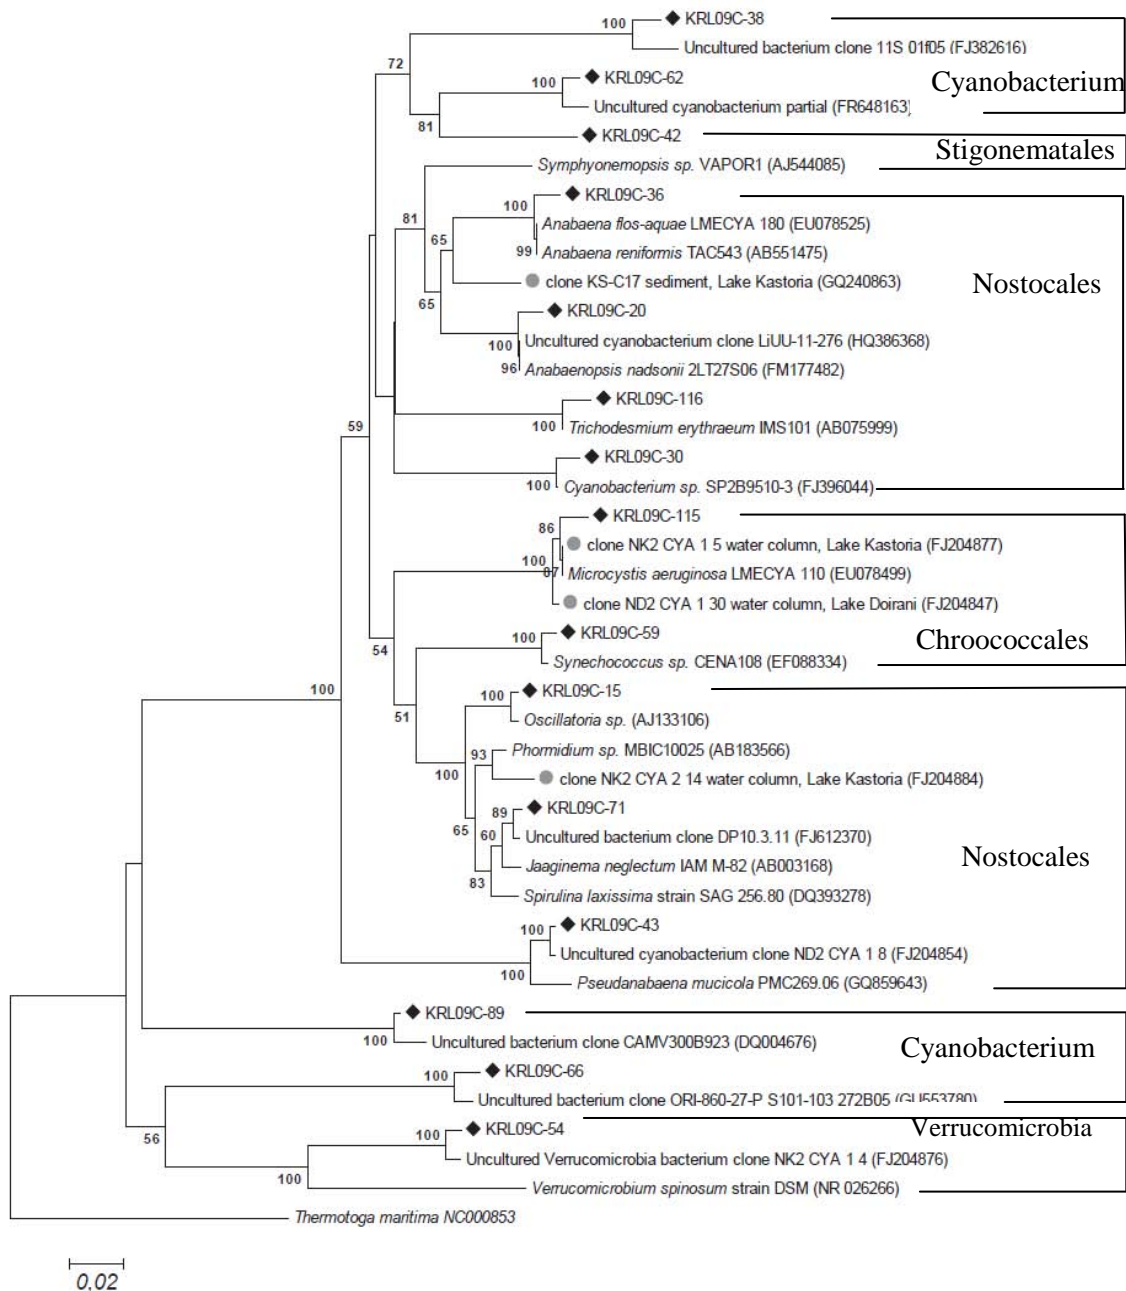 100
KRL09C-38
Uncultured bacterium clone 11S 01f05 (FJ382616)
72
Cyanobacterium
100
KRL09C-62
Uncultured cyanobacterium partial (FR648163)
81
KRL09C-42
Stigonematales
Symphyonemopsis sp. VAPOR1 (AJ544085)
100
KRL09C-36
81
Anabaena flos-aquae LMECYA 180 (EU078525)
65
99
Anabaena reniformis TAC543 (AB551475)
clone KS-C17 sediment, Lake Kastoria (GQ240863)
Nostocales
65
KRL09C-20
100
Uncultured cyanobacterium clone LiUU-11-276 (HQ386368)
96
Anabaenopsis nadsonii 2LT27S06 (FM177482)
KRL09C-116
59
100
Trichodesmium erythraeum IMS101 (AB075999)
KRL09C-30
100
Cyanobacterium sp. SP2B9510-3 (FJ396044)
KRL09C-115
86
clone NK2 CYA 1 5 water column, Lake Kastoria (FJ204877)
100
87
Microcystis aeruginosa LMECYA 110 (EU078499)
clone ND2 CYA 1 30 water column, Lake Doirani (FJ204847)
100
KRL09C-59
Chroococcales
54
Synechococcus sp. CENA108 (EF088334)
100
100
KRL09C-15
51
Oscillatoria sp. (AJ133106)
93
Phormidium sp. MBIC10025 (AB183566)
100
clone NK2 CYA 2 14 water column, Lake Kastoria (FJ204884)
89
KRL09C-71
65
60
Uncultured bacterium clone DP10.3.11 (FJ612370)
Nostocales
Jaaginema neglectum IAM M-82 (AB003168)
83
Spirulina laxissima strain SAG 256.80 (DQ393278)
100
KRL09C-43
Uncultured cyanobacterium clone ND2 CYA 1 8 (FJ204854)
100
Pseudanabaena mucicola PMC269.06 (GQ859643)
KRL09C-89
100
Uncultured bacterium clone CAMV300B923 (DQ004676)
Cyanobacterium
100
KRL09C-66
Uncultured bacterium clone ORI-860-27-P S101-103 272B05 (GU553780)
100
KRL09C-54
Verrucomicrobia
56
Uncultured Verrucomicrobia bacterium clone NK2 CYA 1 4 (FJ204876)
100
Verrucomicrobium spinosum strain DSM (NR 026266)
Thermotoga maritima NC000853
0,02